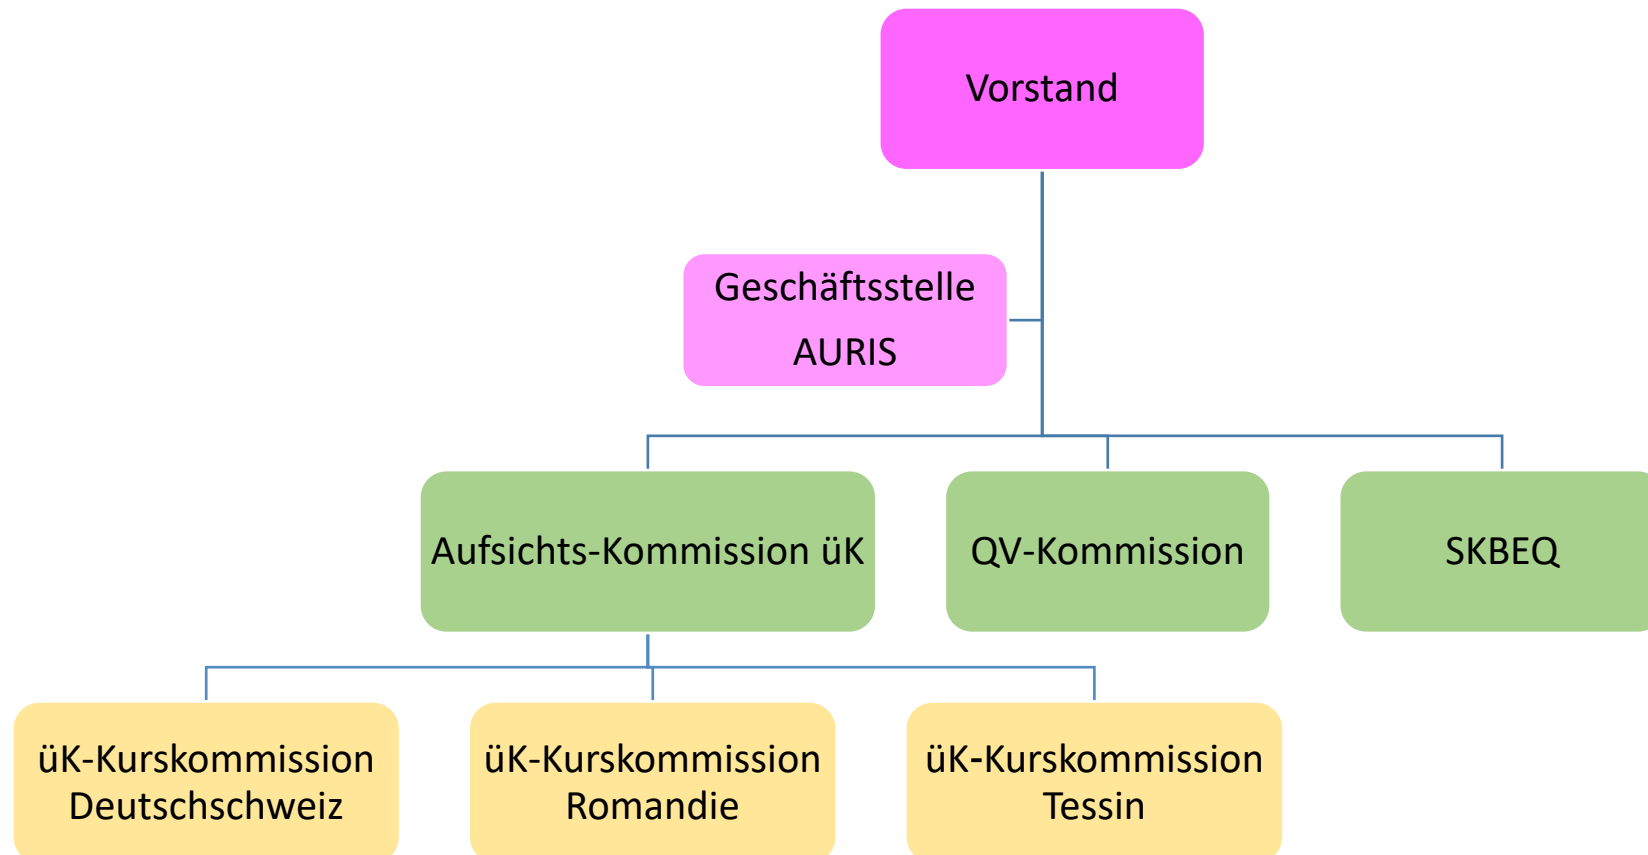 Vorstand
Geschäftsstelle
AURIS
Aufsichts-Kommission üK
QV-Kommission
SKBEQ
üK-Kurskommission
Deutschschweiz
üK-Kurskommission
Romandie
üK-Kurskommission
Tessin